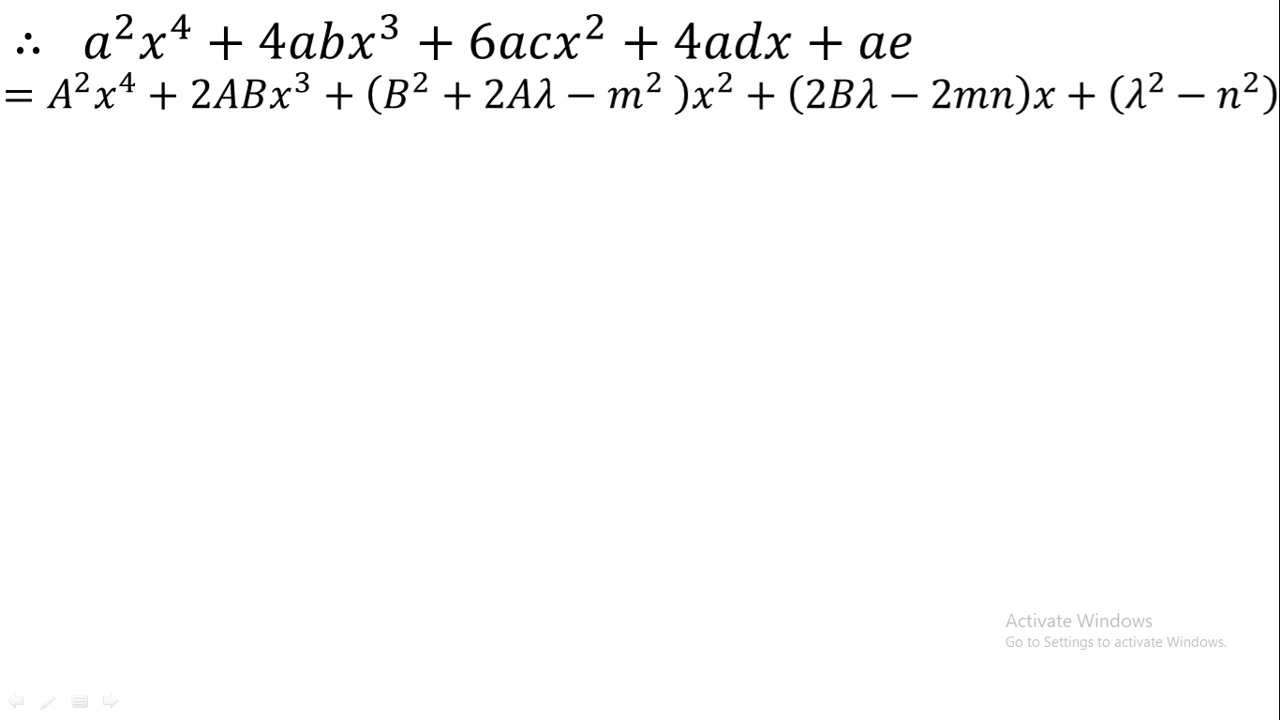 ∴ a²x⁴ + 4abx³ + 6acx² + 4adx + ae
= A²x⁴ + 2ABx³ + (B² + 2Aλ − m² )x² + (2Bλ − 2mn)x + (λ² − n²)
Activate Windows
Go to Settings to activate Windows.